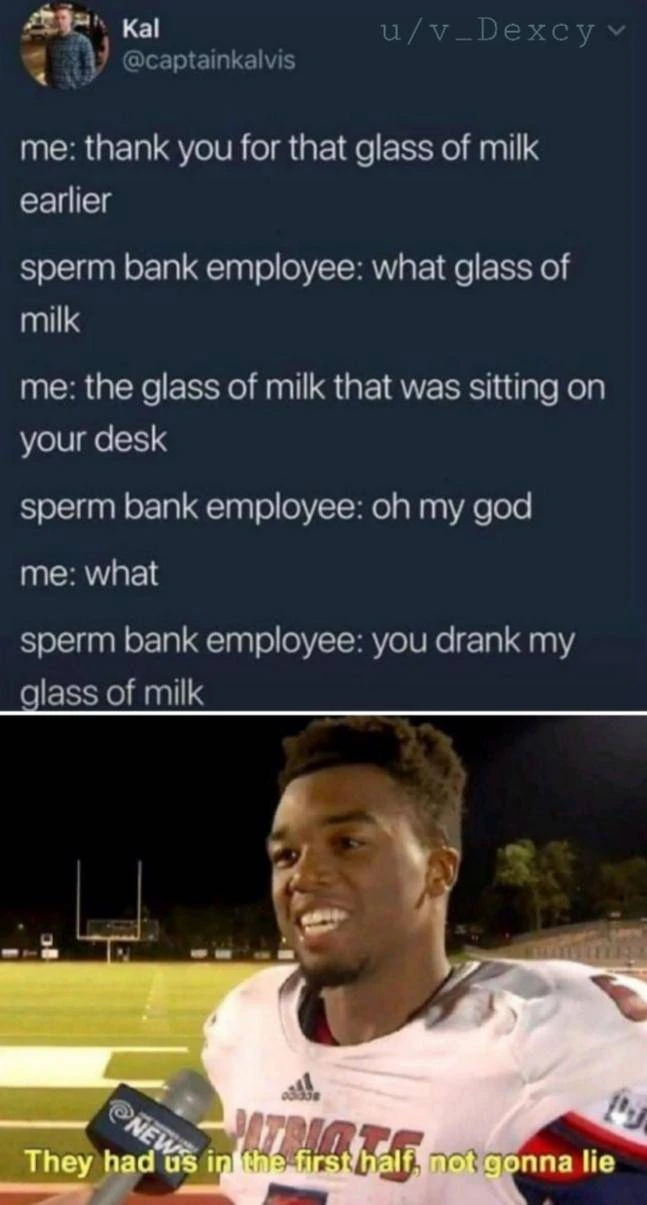 Kal
u/v_Dexcy
@captainkalvis
me: thank you for that glass of milk
earlier
sperm bank employee: what glass of
milk
me: the glass of milk that was sitting on
your desk
sperm bank employee: oh my god
me: what
sperm bank employee: you drank my
glass of milk
adidas
PATRIOTS
@NEWS
They had us in the first half, not gonna lie